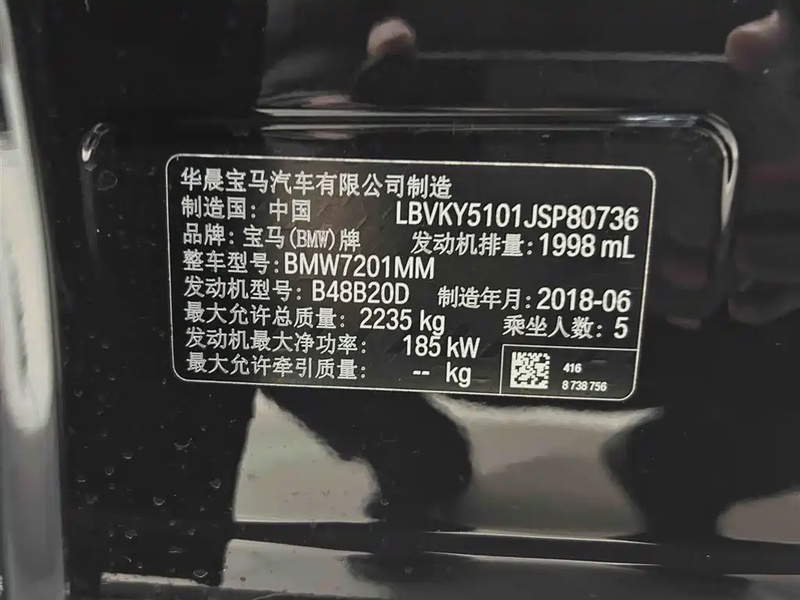 华晨宝马汽车有限公司制造
制造国：中国 LBVKY5101JSP80736
品牌：宝马(BMW)牌 发动机排量：1998 mL
整车型号：BMW7201MM
发动机型号：B48B20D 制造年月：2018-06
最大允许总质量：2235 kg 乘坐人数：5
发动机最大净功率： 185 kW
最大允许牵引质量： -- kg
416
8738756